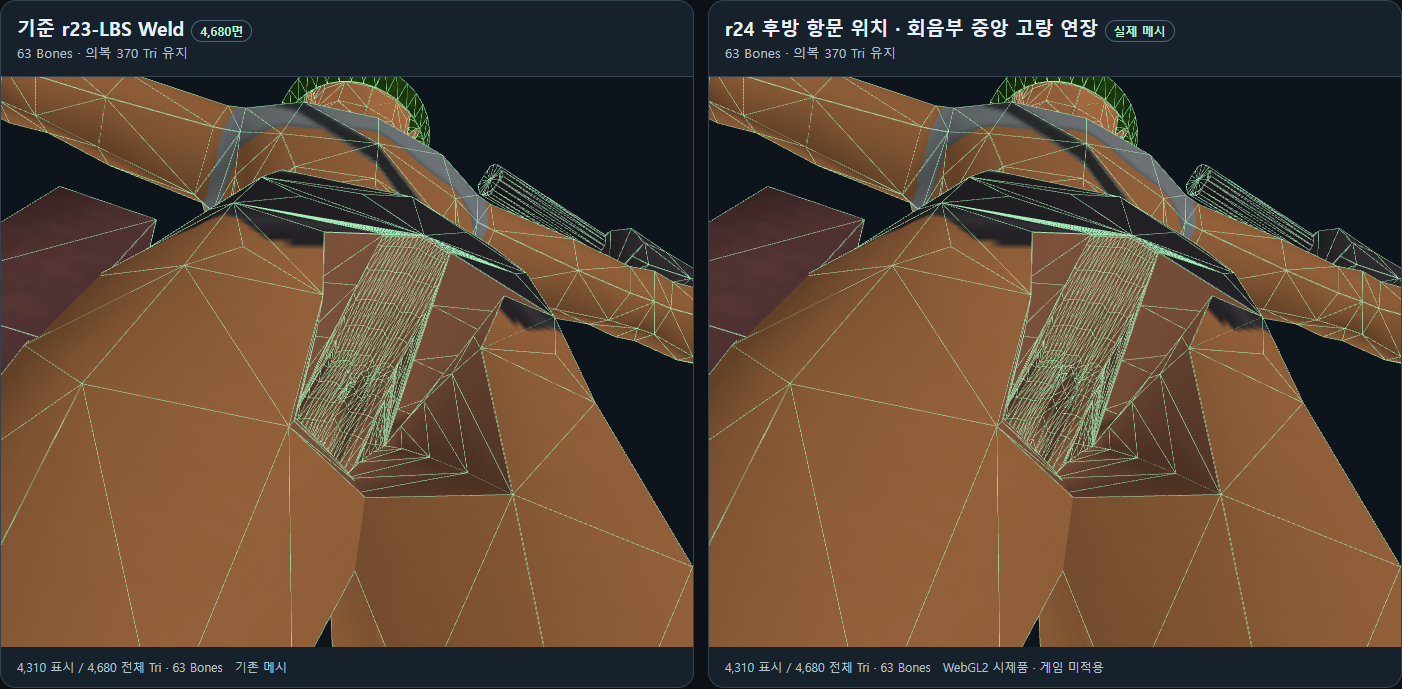 기준 r23-LBS Weld 4,680면
63 Bones · 의복 370 Tri 유지
4,310 표시 / 4,680 전체 Tri · 63 Bones 기존 메시
r24 후방 항문 위치 · 회음부 중앙 고랑 연장 실제 메시
63 Bones · 의복 370 Tri 유지
4,310 표시 / 4,680 전체 Tri · 63 Bones WebGL2 시제품 · 게임 미적용